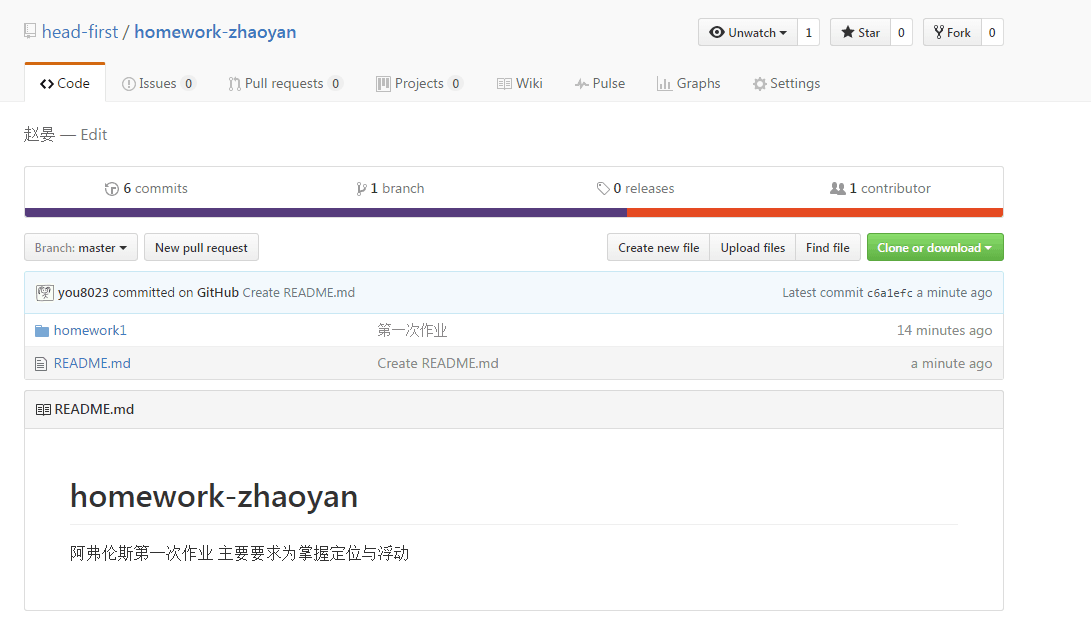 head-first / homework-zhaoyan
Unwatch 1 Star 0 Fork 0
Code Issues 0 Pull requests 0 Projects 0 Wiki Pulse Graphs Settings
赵晏 — Edit
6 commits 1 branch 0 releases 1 contributor
Branch: master New pull request Create new file Upload files Find file Clone or download
you8023 committed on GitHub Create README.md Latest commit c6a1efc a minute ago
homework1 第一次作业 14 minutes ago
README.md Create README.md a minute ago
README.md
homework-zhaoyan
阿弗伦斯第一次作业 主要要求为掌握定位与浮动